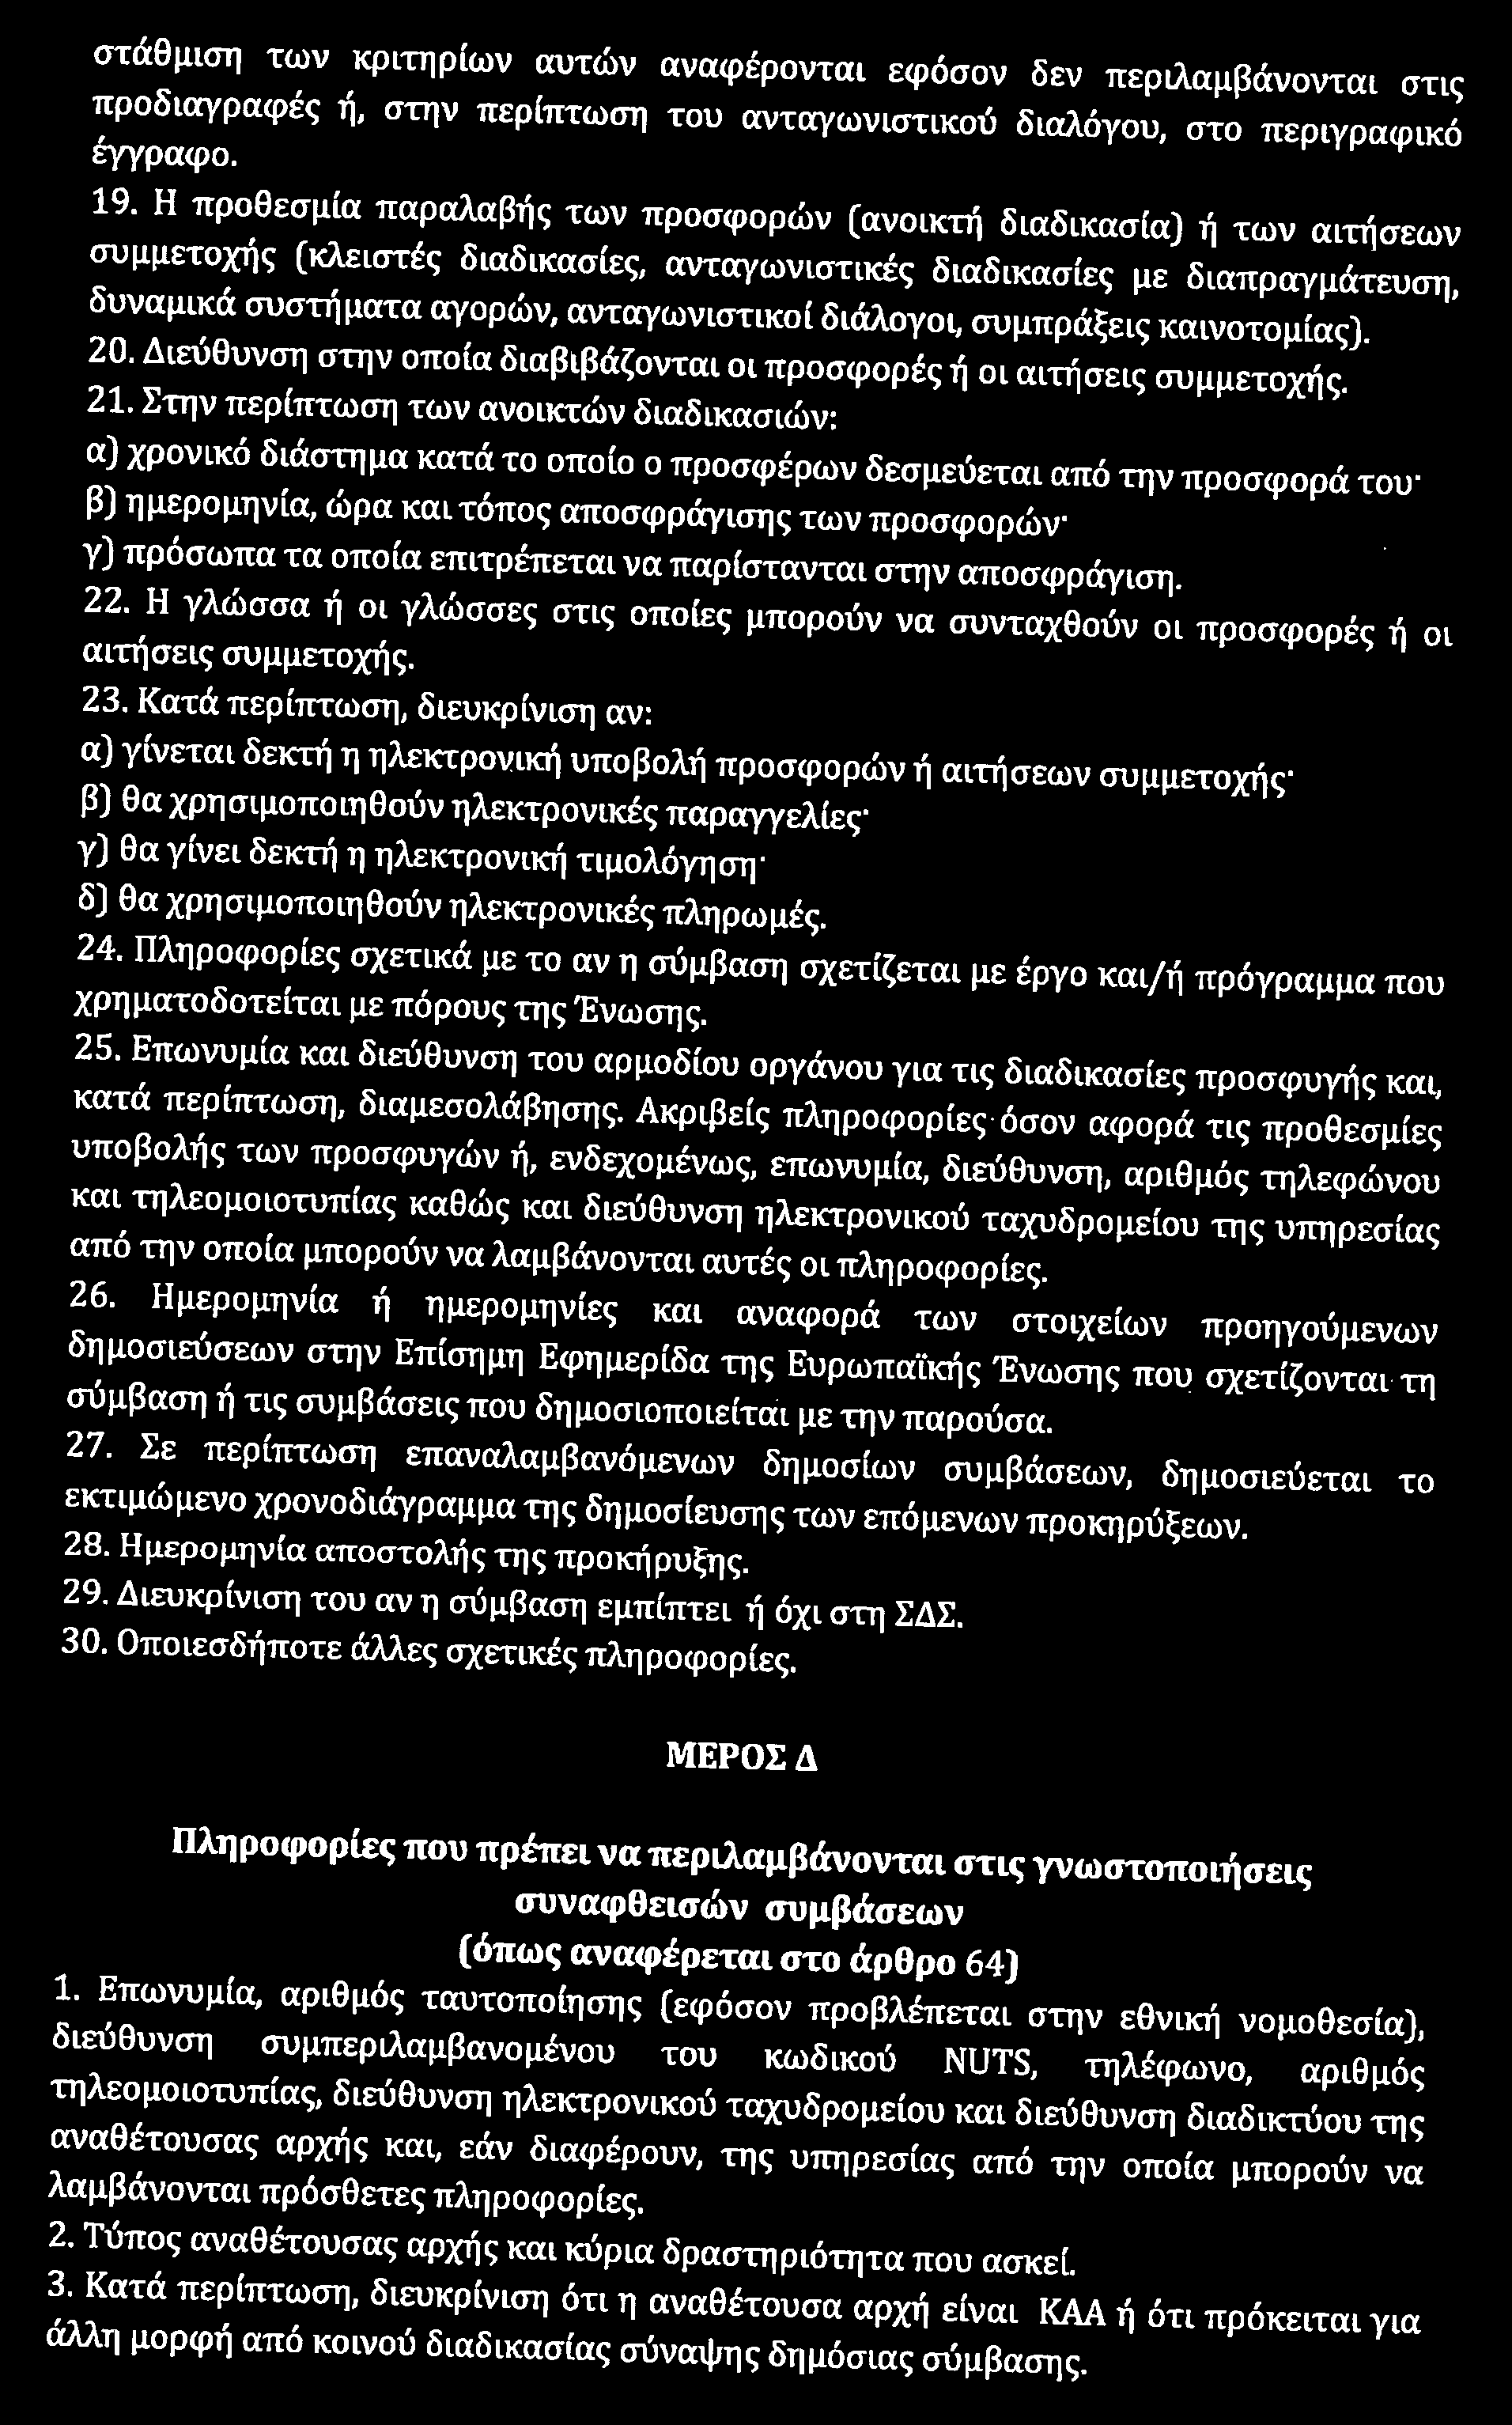 στάθμιση των κριτηρίων αυτών αναφέρονται εφόσον δεν περιλαμβάνονται στις
προδιαγραφές ή, στην περίπτωση του ανταγωνιστικού διαλόγου, στο περιγραφικό
έγγραφο.
19. Η προθεσμία παραλαβής των προσφορών (ανοικτή διαδικασία) ή των αιτήσεων
συμμετοχής (κλειστές διαδικασίες, ανταγωνιστικές διαδικασίες με διαπραγμάτευση,
δυναμικά συστήματα αγορών, ανταγωνιστικοί διάλογοι, συμπράξεις καινοτομίας).
20. Διεύθυνση στην οποία διαβιβάζονται οι προσφορές ή οι αιτήσεις συμμετοχής.
21. Στην περίπτωση των ανοικτών διαδικασιών:
α) χρονικό διάστημα κατά το οποίο ο προσφέρων δεσμεύεται από την προσφορά του·
β) ημερομηνία, ώρα και τόπος αποσφράγισης των προσφορών·
γ) πρόσωπα τα οποία επιτρέπεται να παρίστανται στην αποσφράγιση.
22. Η γλώσσα ή οι γλώσσες στις οποίες μπορούν να συνταχθούν οι προσφορές ή οι
αιτήσεις συμμετοχής.
23. Κατά περίπτωση, διευκρίνιση αν:
α) γίνεται δεκτή η ηλεκτρονική υποβολή προσφορών ή αιτήσεων συμμετοχής·
β) θα χρησιμοποιηθούν ηλεκτρονικές παραγγελίες·
γ) θα γίνει δεκτή η ηλεκτρονική τιμολόγηση·
δ) θα χρησιμοποιηθούν ηλεκτρονικές πληρωμές.
24. Πληροφορίες σχετικά με το αν η σύμβαση σχετίζεται με έργο και/ή πρόγραμμα που
χρηματοδοτείται με πόρους της Ένωσης.
25. Επωνυμία και διεύθυνση του αρμοδίου οργάνου για τις διαδικασίες προσφυγής και,
κατά περίπτωση, διαμεσολάβησης. Ακριβείς πληροφορίες όσον αφορά τις προθεσμίες
υποβολής των προσφυγών ή, ενδεχομένως, επωνυμία, διεύθυνση, αριθμός τηλεφώνου
και τηλεομοιοτυπίας καθώς και διεύθυνση ηλεκτρονικού ταχυδρομείου της υπηρεσίας
από την οποία μπορούν να λαμβάνονται αυτές οι πληροφορίες.
26. Ημερομηνία ή ημερομηνίες και αναφορά των στοιχείων προηγούμενων
δημοσιεύσεων στην Επίσημη Εφημερίδα της Ευρωπαϊκής Ένωσης που σχετίζονται τη
σύμβαση ή τις συμβάσεις που δημοσιοποιείται με την παρούσα.
27. Σε περίπτωση επαναλαμβανόμενων δημοσίων συμβάσεων, δημοσιεύεται το
εκτιμώμενο χρονοδιάγραμμα της δημοσίευσης των επόμενων προκηρύξεων.
28. Ημερομηνία αποστολής της προκήρυξης.
29. Διευκρίνιση του αν η σύμβαση εμπίπτει ή όχι στη ΣΔΣ.
30. Οποιεσδήποτε άλλες σχετικές πληροφορίες.
ΜΕΡΟΣ Δ
Πληροφορίες που πρέπει να περιλαμβάνονται στις γνωστοποιήσεις
συναφθεισών συμβάσεων
(όπως αναφέρεται στο άρθρο 64)
1. Επωνυμία, αριθμός ταυτοποίησης (εφόσον προβλέπεται στην εθνική νομοθεσία),
διεύθυνση συμπεριλαμβανομένου του κωδικού NUTS, τηλέφωνο, αριθμός
τηλεομοιοτυπίας, διεύθυνση ηλεκτρονικού ταχυδρομείου και διεύθυνση διαδικτύου της
αναθέτουσας αρχής και, εάν διαφέρουν, της υπηρεσίας από την οποία μπορούν να
λαμβάνονται πρόσθετες πληροφορίες.
2. Τύπος αναθέτουσας αρχής και κύρια δραστηριότητα που ασκεί.
3. Κατά περίπτωση, διευκρίνιση ότι η αναθέτουσα αρχή είναι ΚΑΑ ή ότι πρόκειται για
άλλη μορφή από κοινού διαδικασίας σύναψης δημόσιας σύμβασης.